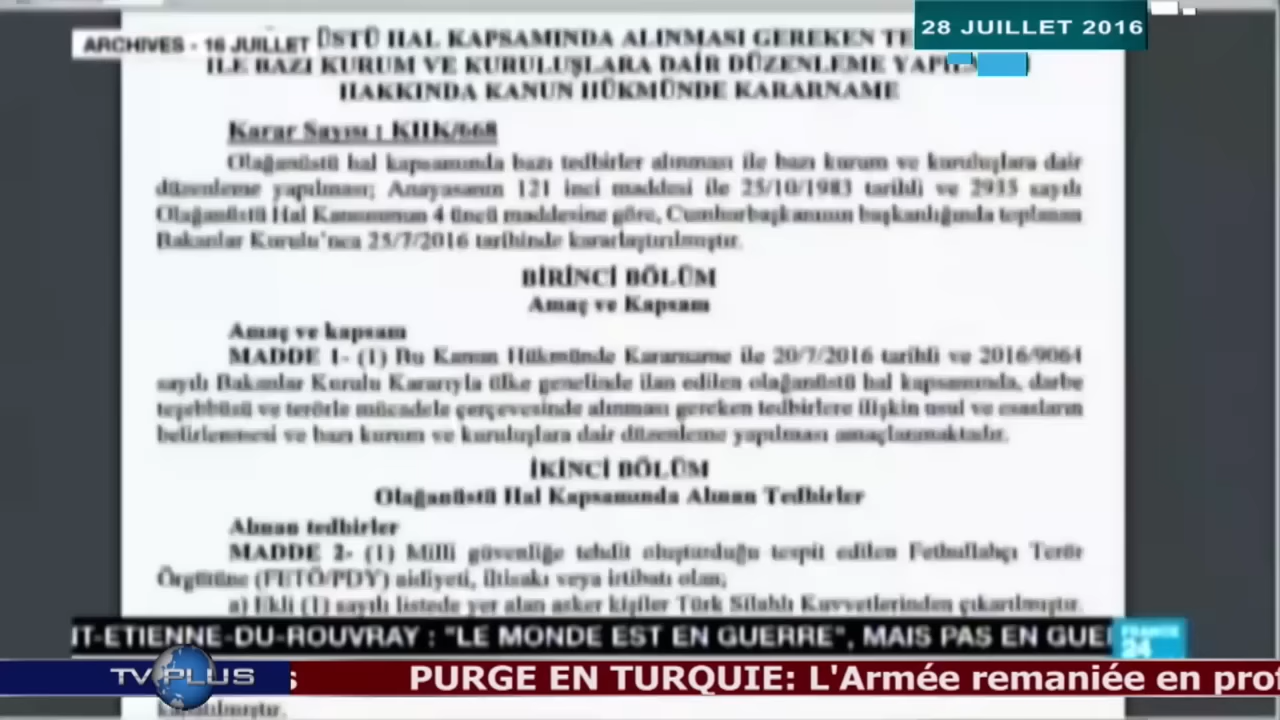 28 JUILLET 2016
ARCHIVES - 16 JUILLET
ÜSTÜ HAL KAPSAMINDA ALINMASI GEREKEN TE
İLE BAZI KURUM VE KURULUŞLARA DAİR DÜZENLEME YAPIL
HAKKINDA KANUN HÜKMÜNDE KARARNAME
Karar Sayısı : KHK/668
Olağanüstü hal kapsamında bazı tedbirler alınması ile bazı kurum ve kuruluşlara dair
düzenleme yapılması; Anayasanın 121 inci maddesi ile 25/10/1983 tarihli ve 2935 sayılı
Olağanüstü Hal Kanununun 4 üncü maddesine göre, Cumhurbaşkanının başkanlığında toplanan
Bakanlar Kurulu'nca 25/7/2016 tarihinde kararlaştırılmıştır.
BİRİNCİ BÖLÜM
Amaç ve Kapsam
Amaç ve kapsam
MADDE 1- (1) Bu Kanun Hükmünde Kararname ile 20/7/2016 tarihli ve 2016/9064
sayılı Bakanlar Kurulu Kararıyla ülke genelinde ilan edilen olağanüstü hal kapsamında, darbe
teşebbüsü ve terörle mücadele çerçevesinde alınması gereken tedbirlere ilişkin usul ve esasların
belirlenmesi ve bazı kurum ve kuruluşlara dair düzenleme yapılması amaçlanmaktadır.
İKİNCİ BÖLÜM
Olağanüstü Hal Kapsamında Alınan Tedbirler
Alınan tedbirler
MADDE 2- (1) Milli güvenliğe tehdit oluşturduğu tespit edilen Fethullahçı Terör
Örgütüne (FETÖ/PDY) aidiyeti, iltisakı veya irtibatı olan;
a) Ekli (1) sayılı listede yer alan asker kişiler Türk Silahlı Kuvvetlerinden çıkarılmıştır.
NT-ETIENNE-DU-ROUVRAY : "LE MONDE EST EN GUERRE", MAIS PAS EN GUE
FRANCE 24
TV PLUS
s PURGE EN TURQUIE: L'Armée remaniée en prof
kapatılmıştır.